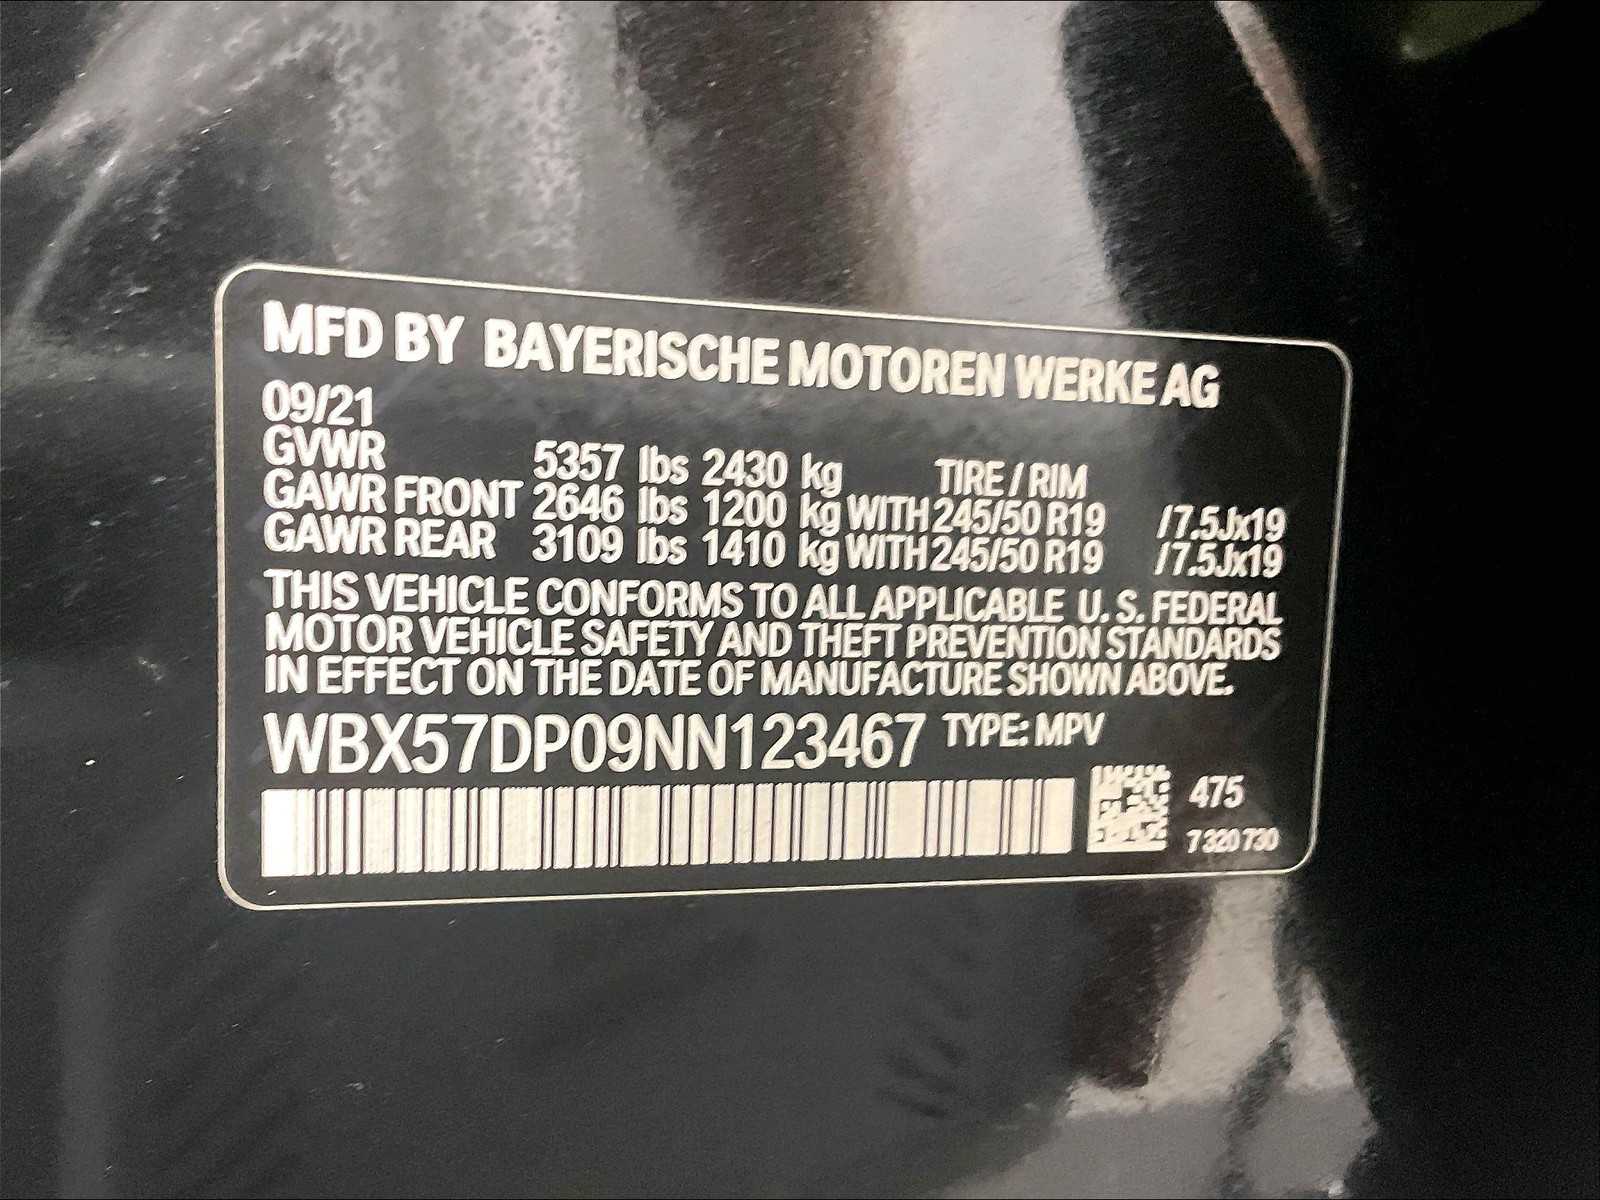 MFD BY BAYERISCHE MOTOREN WERKE AG
09/21
GVWR 5357 lbs 2430 kg TIRE / RIM
GAWR FRONT 2646 lbs 1200 kg WITH 245/50 R19 / 7.5Jx19
GAWR REAR 3109 lbs 1410 kg WITH 245/50 R19 / 7.5Jx19
THIS VEHICLE CONFORMS TO ALL APPLICABLE U. S. FEDERAL
MOTOR VEHICLE SAFETY AND THEFT PREVENTION STANDARDS
IN EFFECT ON THE DATE OF MANUFACTURE SHOWN ABOVE.
WBX57DP09NN123467 TYPE: MPV
475
7 320 730